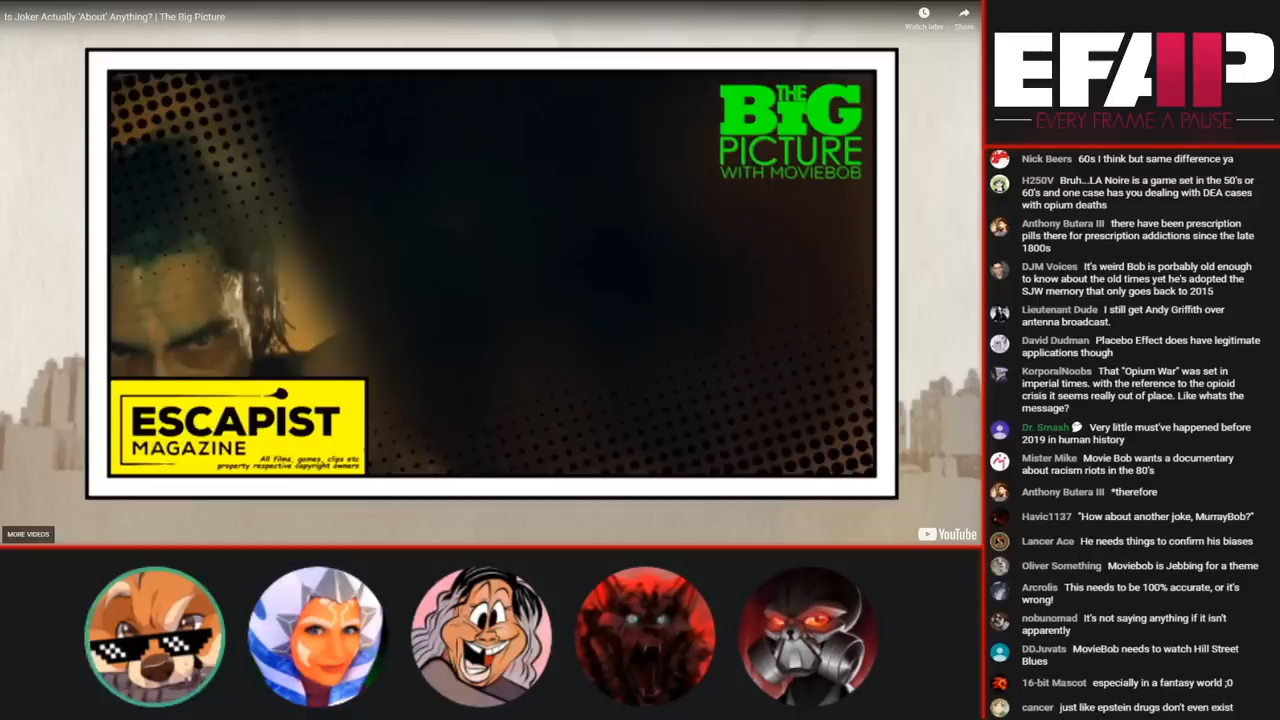 Is Joker Actually 'About' Anything? | The Big Picture
Watch later
Share
THE
BiG
PICTURE
WITH MOVIEBOB
ESCAPIST
MAGAZINE
All films, games, clips etc
property respective copyright owners
MORE VIDEOS
YouTube
EFAP
EVERY FRAME A PAUSE
Nick Beers 60s I think but same difference ya
H250V Bruh...LA Noire is a game set in the 50's or
60's and one case has you dealing with DEA cases
with opium deaths
Anthony Butera III there have been prescription
pills there for prescription addictions since the late
1800s
DJM Voices It's weird Bob is porbably old enough
to know about the old times yet he's adopted the
SJW memory that only goes back to 2015
Lieutenant Dude I still get Andy Griffith over
antenna broadcast.
David Dudman Placebo Effect does have legitimate
applications though
KorporalNoobs That "Opium War" was set in
imperial times. with the reference to the opioid
crisis it seems really out of place. Like whats the
message?
Dr. Smash Very little must've happened before
2019 in human history
Mister Mike Movie Bob wants a documentary
about racism riots in the 80's
Anthony Butera III *therefore
Havic1137 "How about another joke, MurrayBob?"
Lancer Ace He needs things to confirm his biases
Oliver Something Moviebob is Jebbing for a theme
Arcrolis This needs to be 100% accurate, or it's
wrong!
nobunomad It's not saying anything if it isn't
apparently
DDJuvats MovieBob needs to watch Hill Street
Blues
16-bit Mascot especially in a fantasy world ;0
cancer just like epstein drugs don't even exist